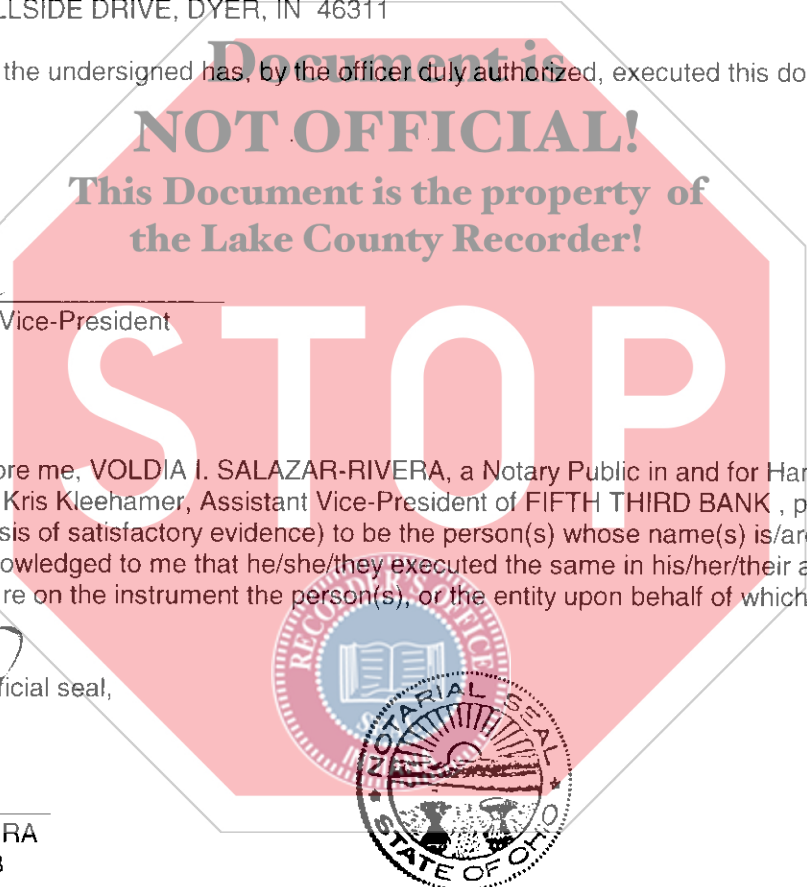 LLSIDE DRIVE, DYER, IN 46311
Document is
the undersigned has, by the officer duly authorized, executed this do
NOT OFFICIAL!
This Document is the property of
the Lake County Recorder!
Vice-President
STOP
ore me, VOLDIA I. SALAZAR-RIVERA, a Notary Public in and for Har
Kris Kleehamer, Assistant Vice-President of FIFTH THIRD BANK , p
sis of satisfactory evidence) to be the person(s) whose name(s) is/are
owledged to me that he/she/they executed the same in his/her/their a
re on the instrument the person(s), or the entity upon behalf of which
RECORDER'S OFFICE
ficial seal,
NOTARIAL SEAL
STATE OF OHIO
RA